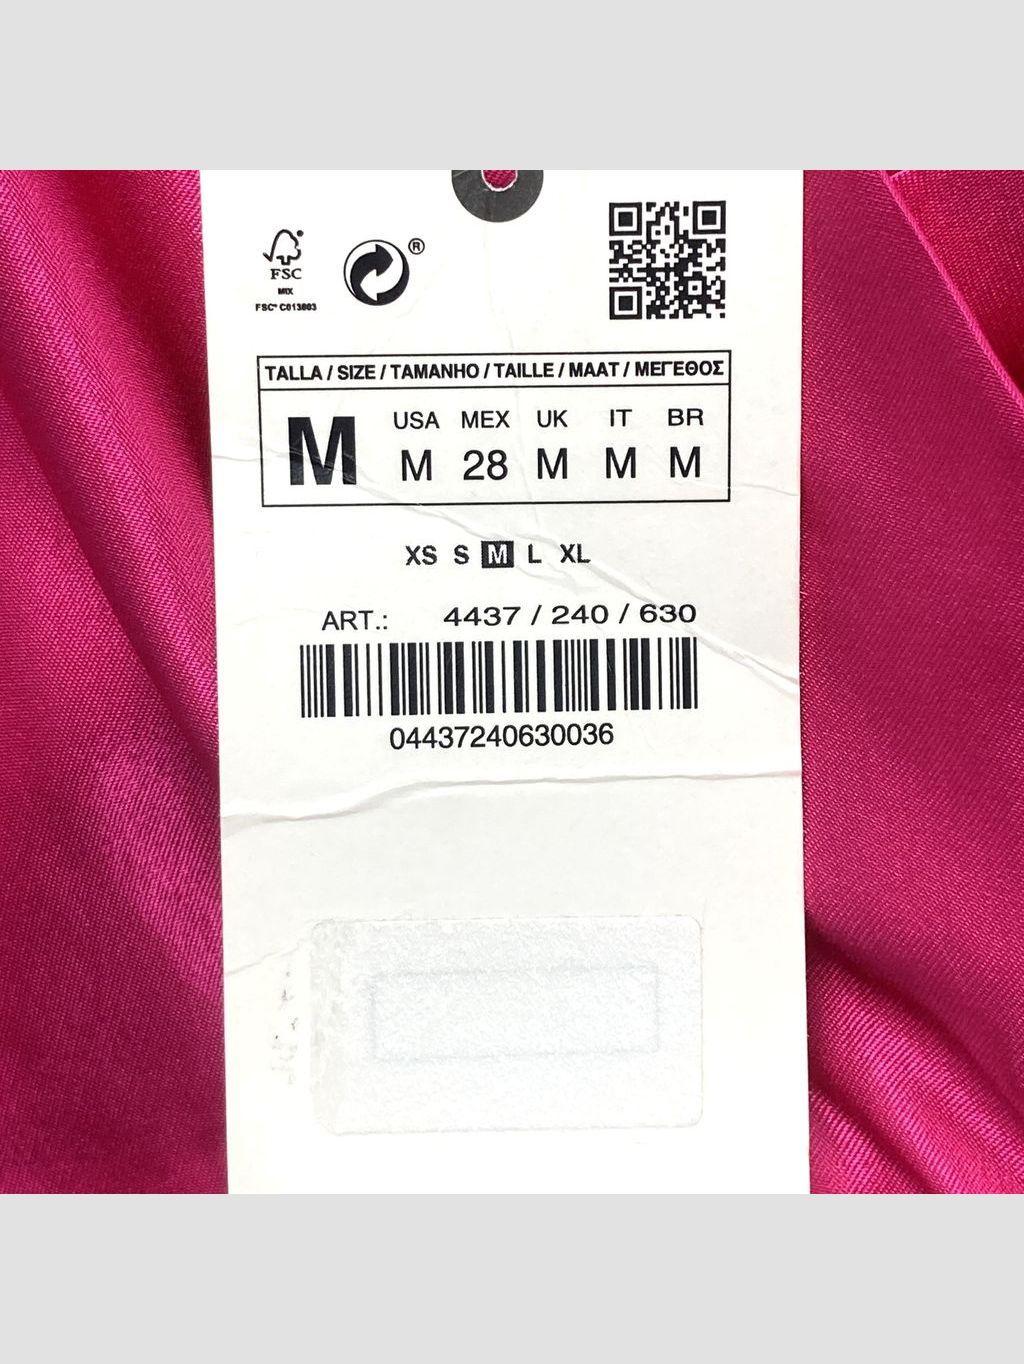 FSC
MIX
FSC® C013803
®
TALLA / SIZE / TAMANHO / TAILLE / MAAT / ΜΕΓΕΘΟΣ
USA MEX UK IT BR
M M 28 M M M
XS S M L XL
ART.: 4437 / 240 / 630
04437240630036